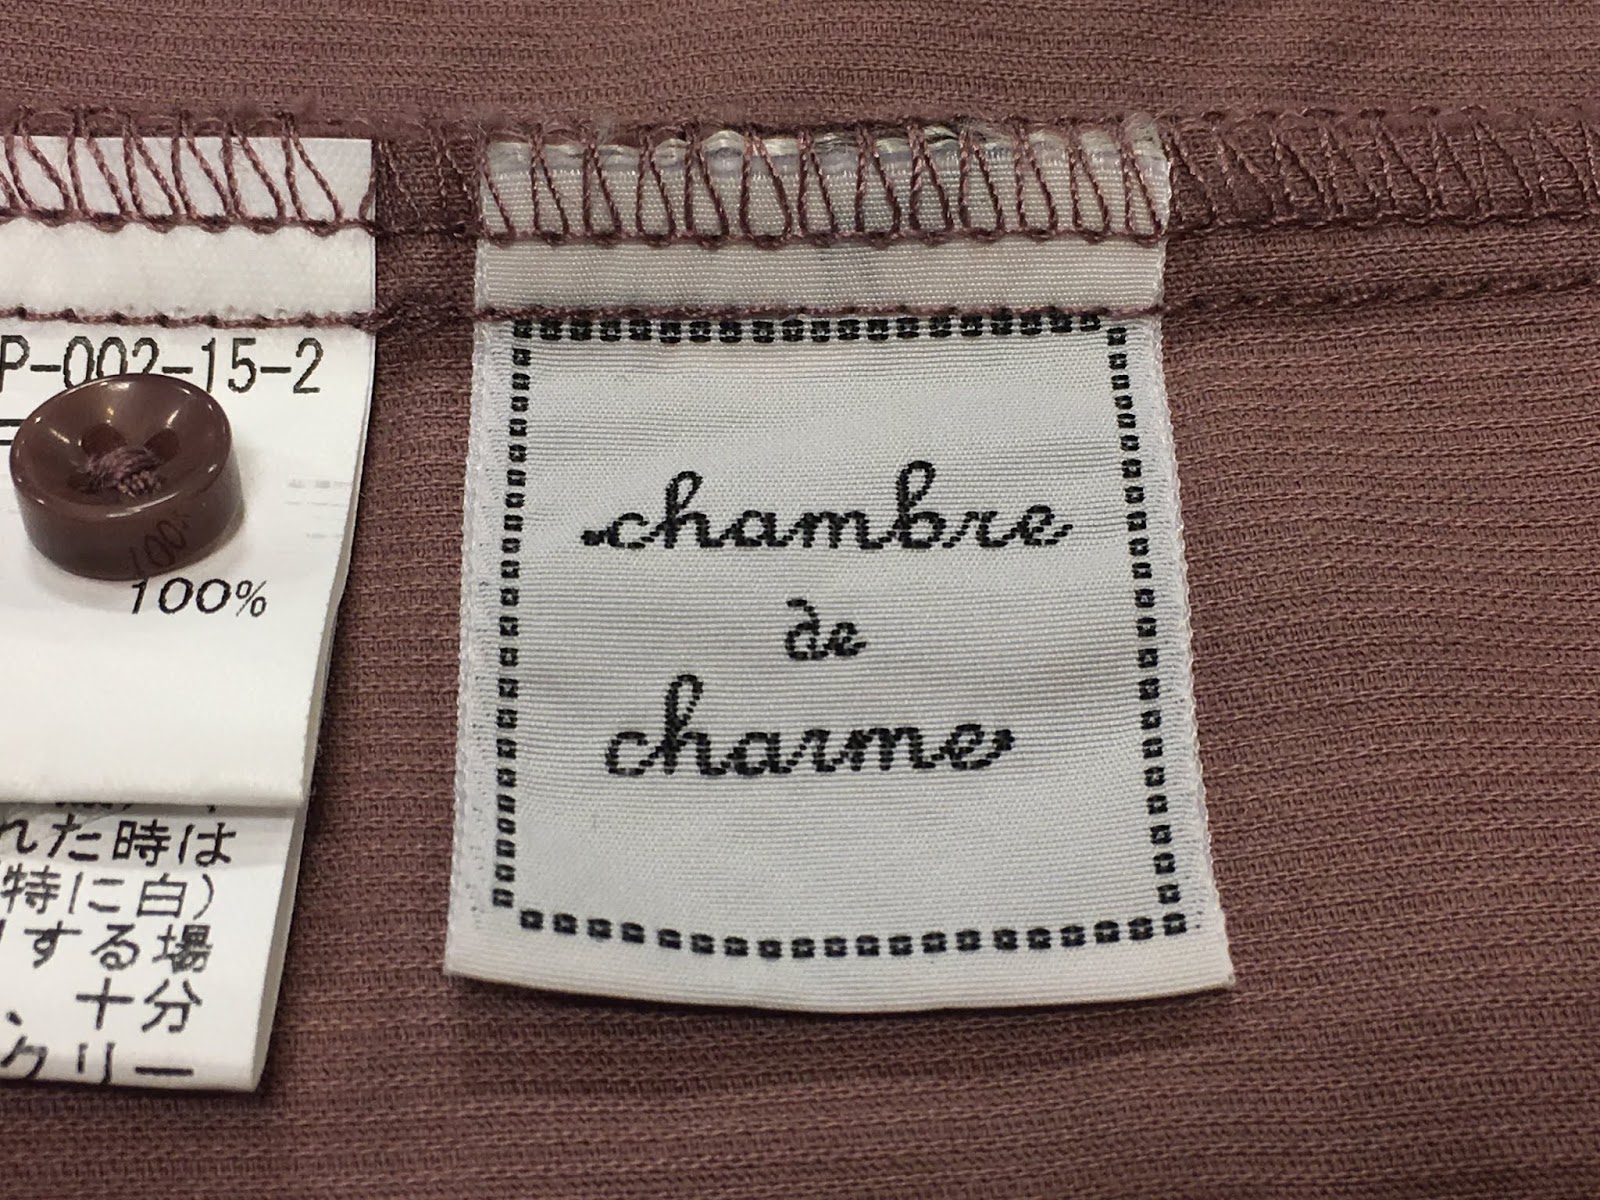 P-002-15-2
100%
れた時は
特に白)
する場
、十分
クリー
chambre
de
charme